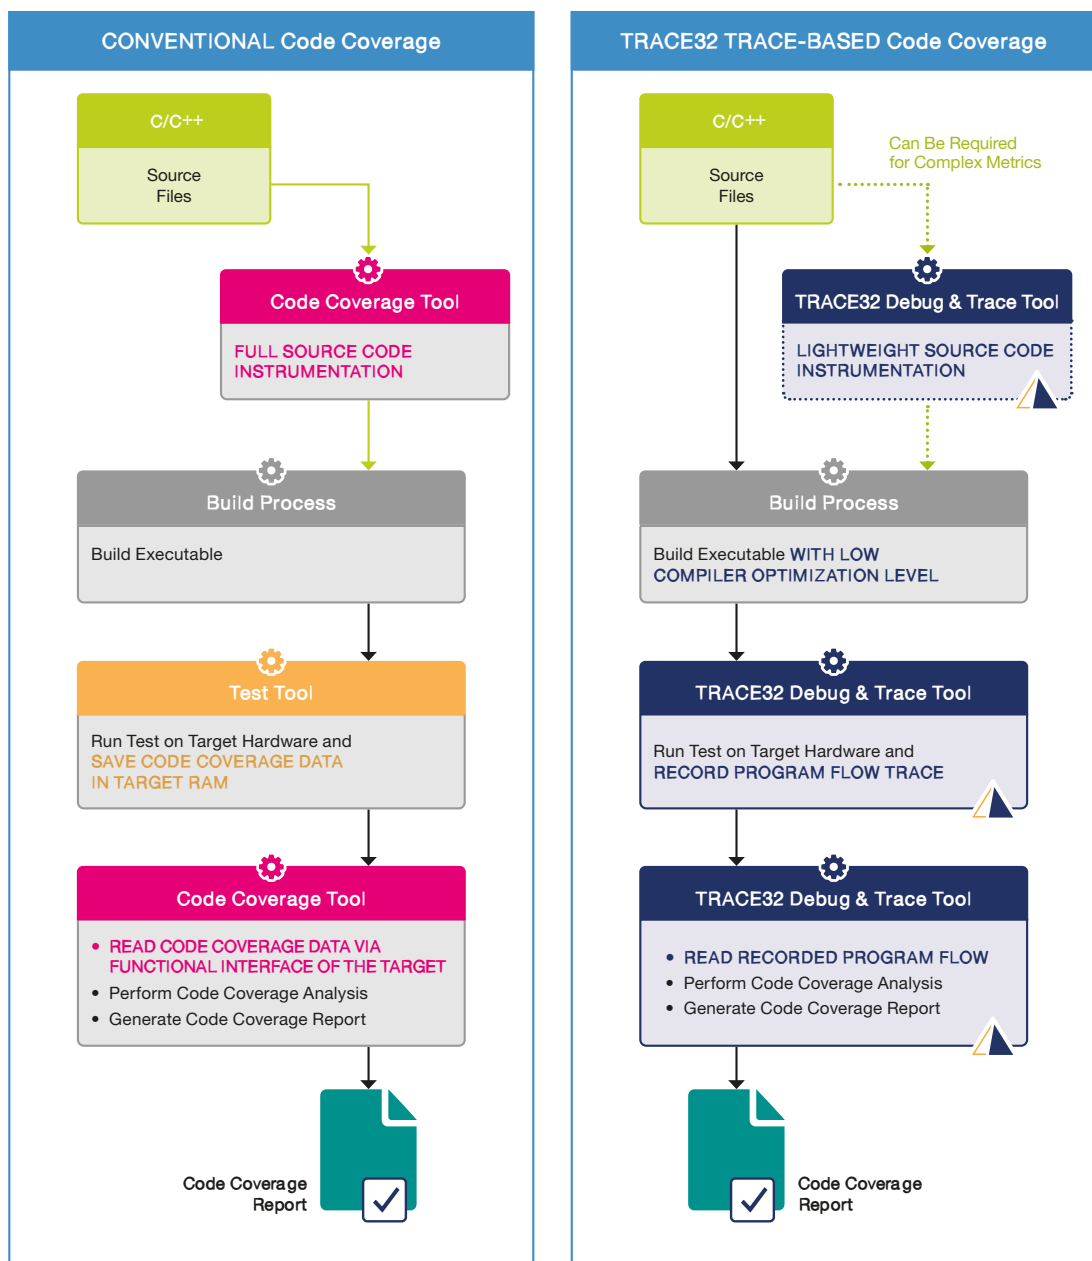 CONVENTIONAL Code Coverage
C/C++
Source
Files
Code Coverage Tool
FULL SOURCE CODE
INSTRUMENTATION
Build Process
Build Executable
Test Tool
Run Test on Target Hardware and
SAVE CODE COVERAGE DATA
IN TARGET RAM
Code Coverage Tool
• READ CODE COVERAGE DATA VIA
FUNCTIONAL INTERFACE OF THE TARGET
• Perform Code Coverage Analysis
• Generate Code Coverage Report
Code Coverage
Report
TRACE32 TRACE-BASED Code Coverage
C/C++
Source
Files
Can Be Required
for Complex Metrics
TRACE32 Debug & Trace Tool
LIGHTWEIGHT SOURCE CODE
INSTRUMENTATION
Build Process
Build Executable WITH LOW
COMPILER OPTIMIZATION LEVEL
TRACE32 Debug & Trace Tool
Run Test on Target Hardware and
RECORD PROGRAM FLOW TRACE
TRACE32 Debug & Trace Tool
• READ RECORDED PROGRAM FLOW
• Perform Code Coverage Analysis
• Generate Code Coverage Report
Code Coverage
Report